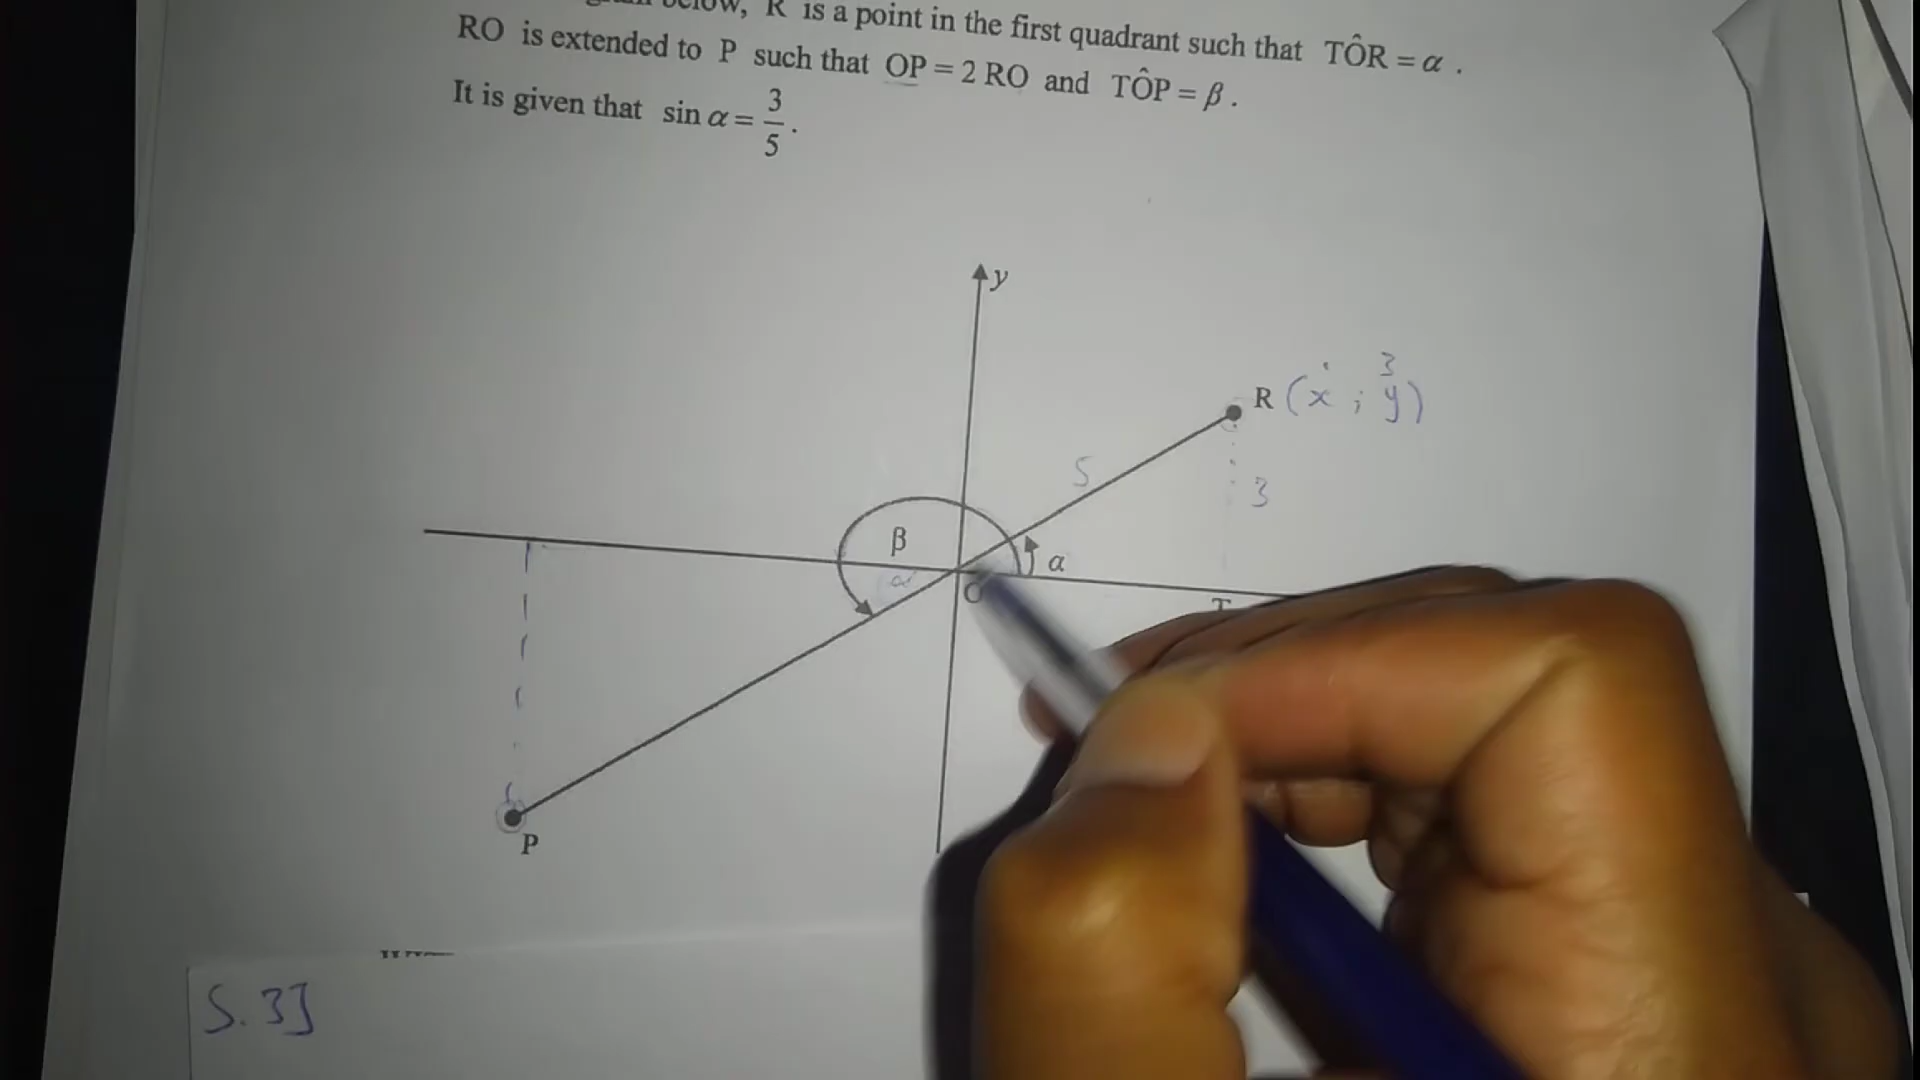 below, R is a point in the first quadrant such that TÔR = α .
RO is extended to P such that OP = 2 RO and TÔP = β .
It is given that sin α = 3/5 .
y
3
R (x ; y)
5
3
β
α
α
O
T
P
5.3]